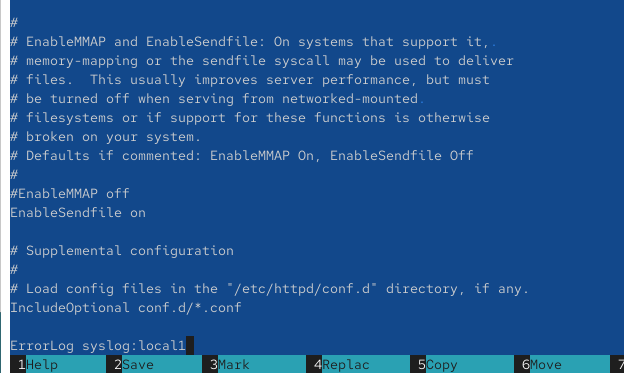 #
# EnableMMAP and EnableSendfile: On systems that support it,.
# memory-mapping or the sendfile syscall may be used to deliver
# files.  This usually improves server performance, but must
# be turned off when serving from networked-mounted.
# filesystems or if support for these functions is otherwise
# broken on your system.
# Defaults if commented: EnableMMAP On, EnableSendfile Off
#
#EnableMMAP off
EnableSendfile on
# Supplemental configuration
#
# Load config files in the "/etc/httpd/conf.d" directory, if any.
IncludeOptional conf.d/*.conf
ErrorLog syslog:local1
1Help 2Save 3Mark 4Replac 5Copy 6Move 7